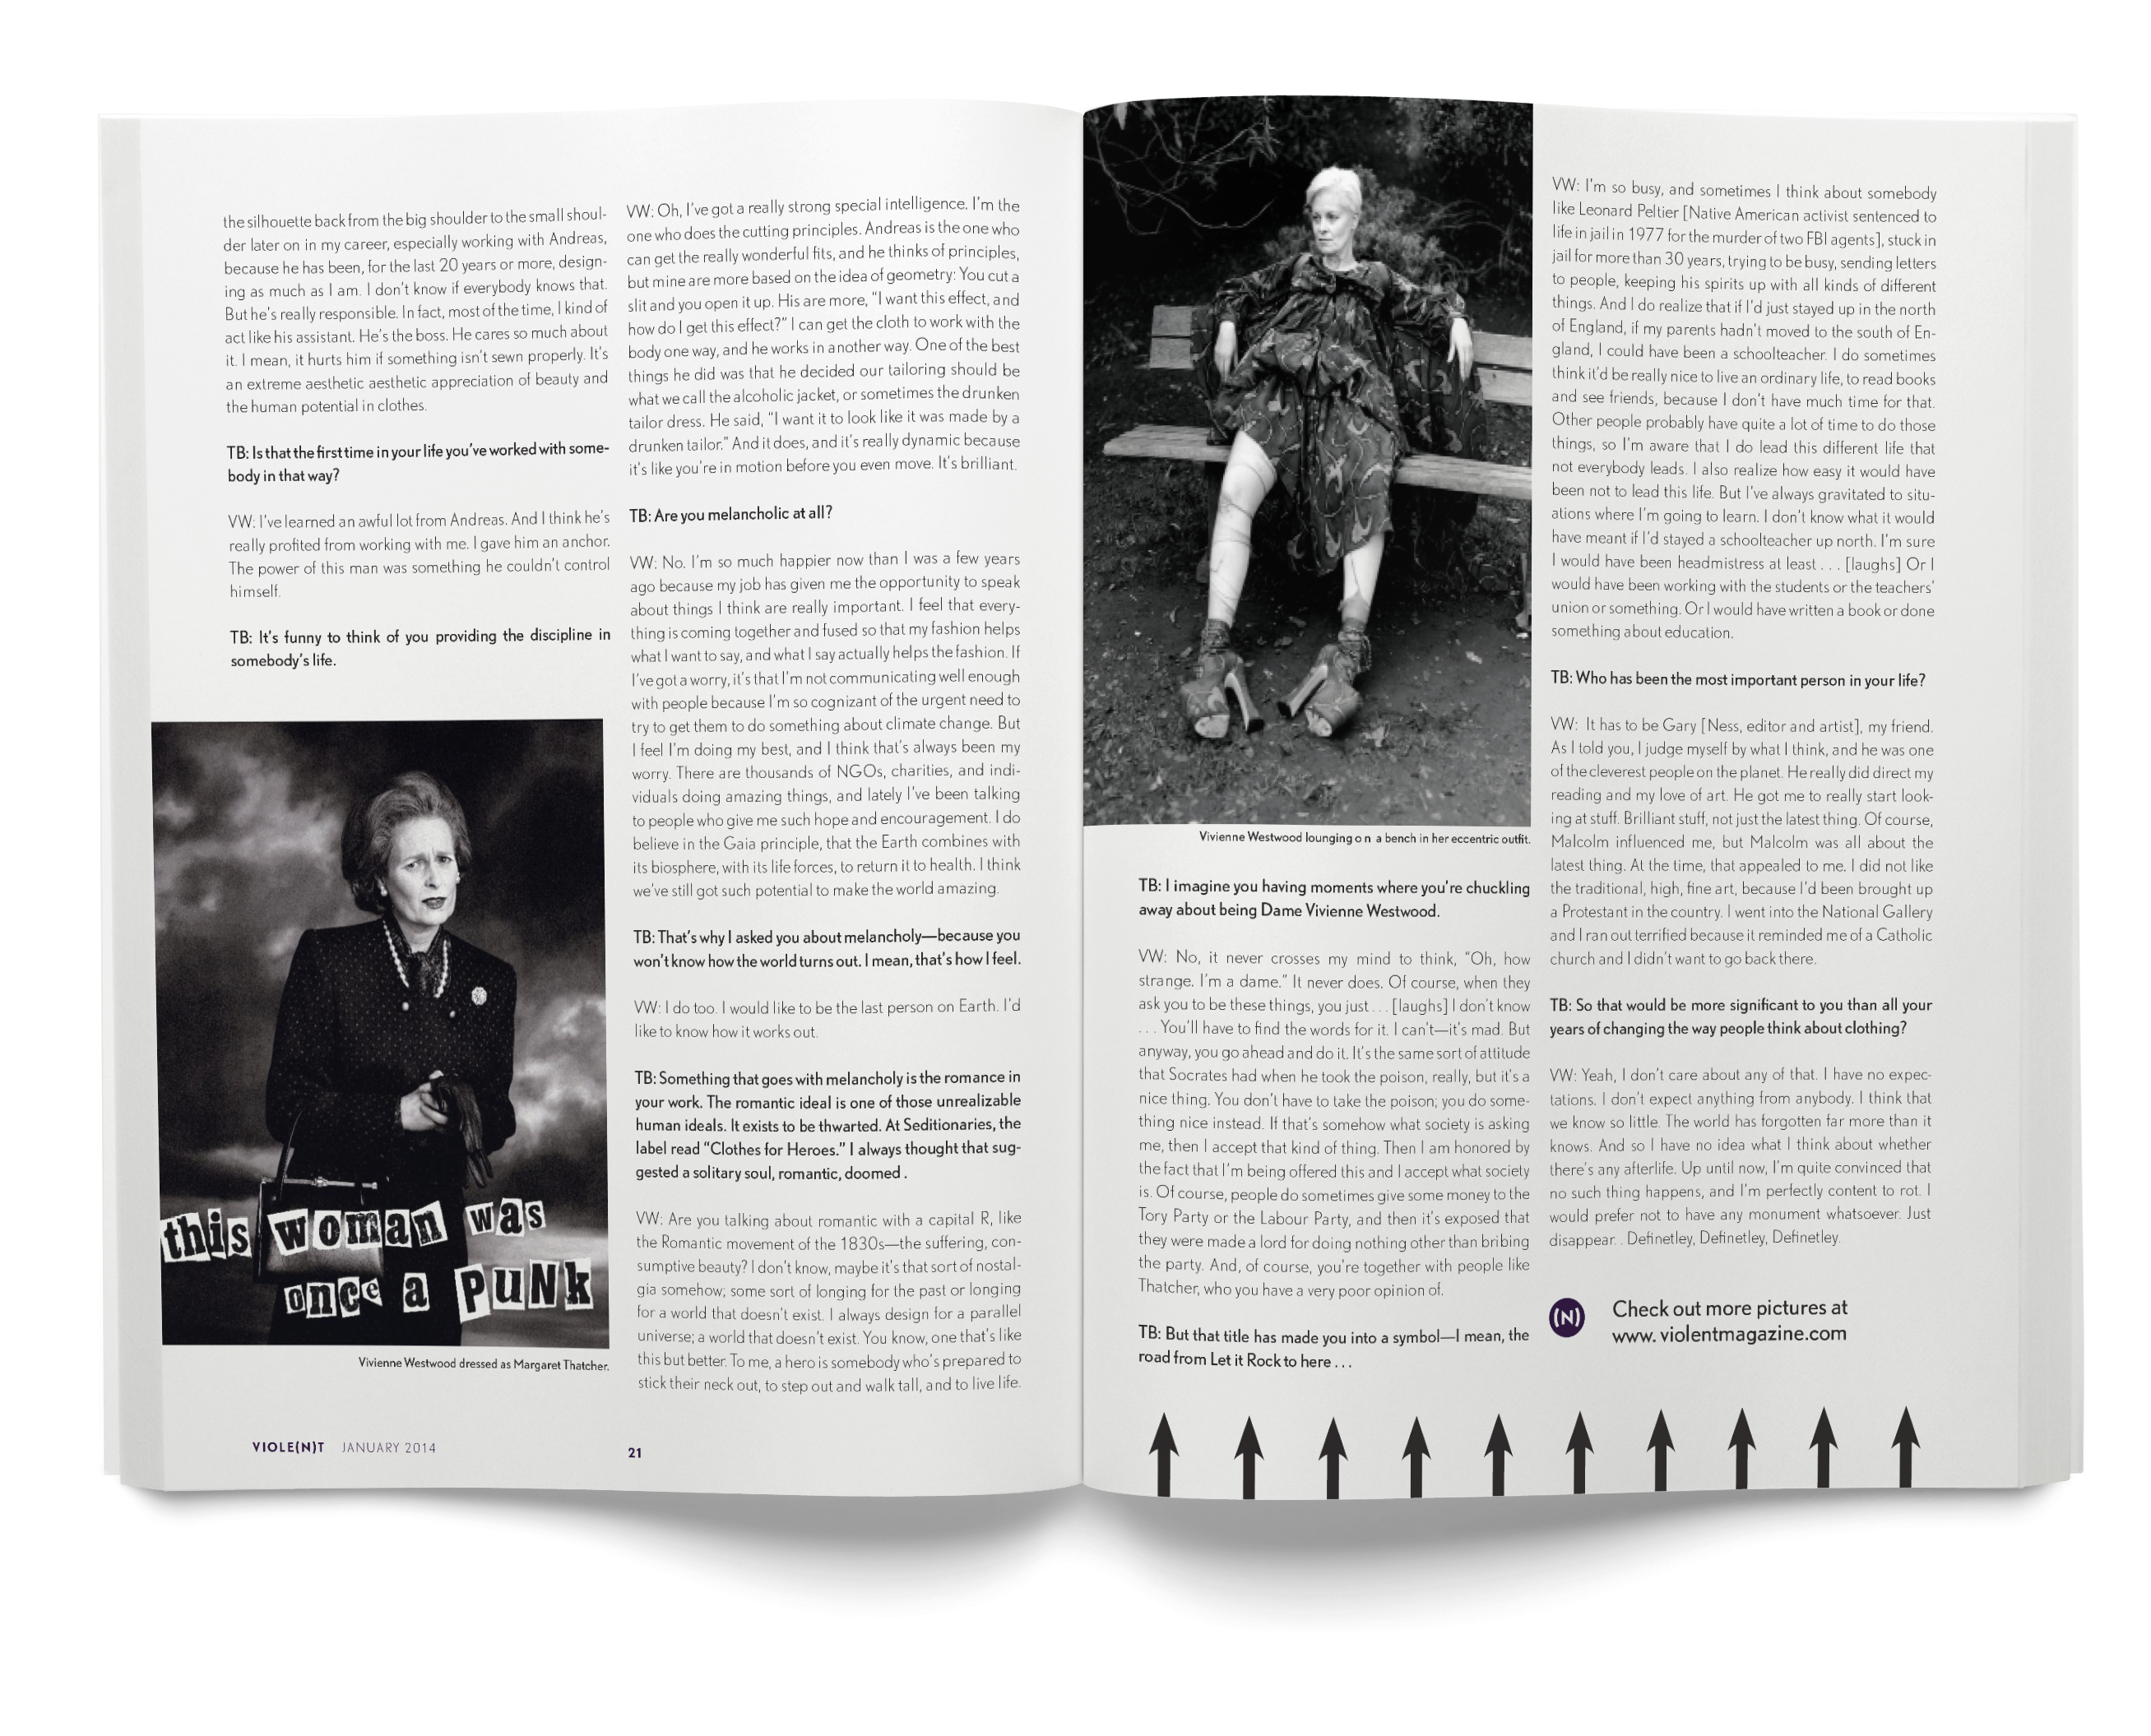 the silhouette back from the big shoulder to the small shoul-
der later on in my career, especially working with Andreas,
because he has been, for the last 20 years or more, design-
ing as much as I am. I don't know if everybody knows that.
But he's really responsible. In fact, most of the time, I kind of
act like his assistant. He's the boss. He cares so much about
it. I mean, it hurts him if something isn't sewn properly. It's
an extreme aesthetic aesthetic appreciation of beauty and
the human potential in clothes.
TB: Is that the first time in your life you've worked with some-
body in that way?
VW: I've learned an awful lot from Andreas. And I think he's
really profited from working with me. I gave him an anchor.
The power of this man was something he couldn't control
himself.
TB: It's funny to think of you providing the discipline in
somebody's life.
this woman was
once a PUNk
Vivienne Westwood dressed as Margaret Thatcher.
VW: Oh, I've got a really strong special intelligence. I'm the
one who does the cutting principles. Andreas is the one who
can get the really wonderful fits, and he thinks of principles,
but mine are more based on the idea of geometry: You cut a
slit and you open it up. His are more, “I want this effect, and
how do I get this effect?” I can get the cloth to work with the
body one way, and he works in another way. One of the best
things he did was that he decided our tailoring should be
what we call the alcoholic jacket, or sometimes the drunken
tailor dress. He said, “I want it to look like it was made by a
drunken tailor.” And it does, and it's really dynamic because
it's like you're in motion before you even move. It's brilliant.
TB: Are you melancholic at all?
VW: No. I'm so much happier now than I was a few years
ago because my job has given me the opportunity to speak
about things I think are really important. I feel that every-
thing is coming together and fused so that my fashion helps
what I want to say, and what I say actually helps the fashion. If
I've got a worry, it's that I'm not communicating well enough
with people because I'm so cognizant of the urgent need to
try to get them to do something about climate change. But
I feel I'm doing my best, and I think that's always been my
worry. There are thousands of NGOs, charities, and indi-
viduals doing amazing things, and lately I've been talking
to people who give me such hope and encouragement. I do
believe in the Gaia principle, that the Earth combines with
its biosphere, with its life forces, to return it to health. I think
we've still got such potential to make the world amazing.
TB: That's why I asked you about melancholy—because you
won't know how the world turns out. I mean, that's how I feel.
VW: I do too. I would like to be the last person on Earth. I'd
like to know how it works out.
TB: Something that goes with melancholy is the romance in
your work. The romantic ideal is one of those unrealizable
human ideals. It exists to be thwarted. At Seditionaries, the
label read “Clothes for Heroes.” I always thought that sug-
gested a solitary soul, romantic, doomed .
VW: Are you talking about romantic with a capital R, like
the Romantic movement of the 1830s—the suffering, con-
sumptive beauty? I don't know, maybe it's that sort of nostal-
gia somehow; some sort of longing for the past or longing
for a world that doesn't exist. I always design for a parallel
universe; a world that doesn't exist. You know, one that's like
this but better. To me, a hero is somebody who's prepared to
stick their neck out, to step out and walk tall, and to live life.
VIOLE(N)T JANUARY 2014
21
Vivienne Westwood lounging o n a bench in her eccentric outfit.
TB: I imagine you having moments where you're chuckling
away about being Dame Vivienne Westwood.
VW: No, it never crosses my mind to think, “Oh, how
strange. I'm a dame.” It never does. Of course, when they
ask you to be these things, you just . . . [laughs] I don't know
. . . You'll have to find the words for it. I can't—it's mad. But
anyway, you go ahead and do it. It's the same sort of attitude
that Socrates had when he took the poison, really, but it's a
nice thing. You don't have to take the poison; you do some-
thing nice instead. If that's somehow what society is asking
me, then I accept that kind of thing. Then I am honored by
the fact that I'm being offered this and I accept what society
is. Of course, people do sometimes give some money to the
Tory Party or the Labour Party, and then it's exposed that
they were made a lord for doing nothing other than bribing
the party. And, of course, you're together with people like
Thatcher, who you have a very poor opinion of.
TB: But that title has made you into a symbol—I mean, the
road from Let it Rock to here . . .
VW: I'm so busy, and sometimes I think about somebody
like Leonard Peltier [Native American activist sentenced to
life in jail in 1977 for the murder of two FBI agents], stuck in
jail for more than 30 years, trying to be busy, sending letters
to people, keeping his spirits up with all kinds of different
things. And I do realize that if I'd just stayed up in the north
of England, if my parents hadn't moved to the south of En-
gland, I could have been a schoolteacher. I do sometimes
think it'd be really nice to live an ordinary life, to read books
and see friends, because I don't have much time for that.
Other people probably have quite a lot of time to do those
things, so I'm aware that I do lead this different life that
not everybody leads. I also realize how easy it would have
been not to lead this life. But I've always gravitated to situ-
ations where I'm going to learn. I don't know what it would
have meant if I'd stayed a schoolteacher up north. I'm sure
I would have been headmistress at least . . . [laughs] Or I
would have been working with the students or the teachers'
union or something. Or I would have written a book or done
something about education.
TB: Who has been the most important person in your life?
VW: It has to be Gary [Ness, editor and artist], my friend.
As I told you, I judge myself by what I think, and he was one
of the cleverest people on the planet. He really did direct my
reading and my love of art. He got me to really start look-
ing at stuff. Brilliant stuff, not just the latest thing. Of course,
Malcolm influenced me, but Malcolm was all about the
latest thing. At the time, that appealed to me. I did not like
the traditional, high, fine art, because I'd been brought up
a Protestant in the country. I went into the National Gallery
and I ran out terrified because it reminded me of a Catholic
church and I didn't want to go back there.
TB: So that would be more significant to you than all your
years of changing the way people think about clothing?
VW: Yeah, I don't care about any of that. I have no expec-
tations. I don't expect anything from anybody. I think that
we know so little. The world has forgotten far more than it
knows. And so I have no idea what I think about whether
there's any afterlife. Up until now, I'm quite convinced that
no such thing happens, and I'm perfectly content to rot. I
would prefer not to have any monument whatsoever. Just
disappear. . Definetley, Definetley, Definetley.
(N) Check out more pictures at
www. violentmagazine.com